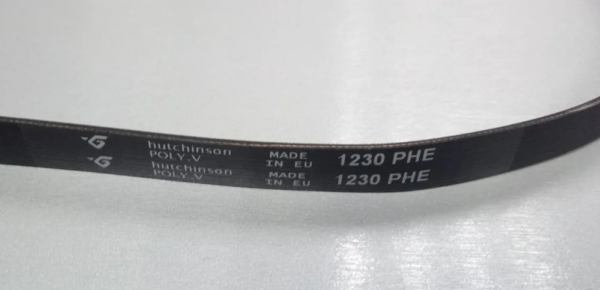 hutchinson
POLY.V
MADE
IN EU
1230 PHE
hutchinson
POLY.V
MADE
IN EU
1230 PHE